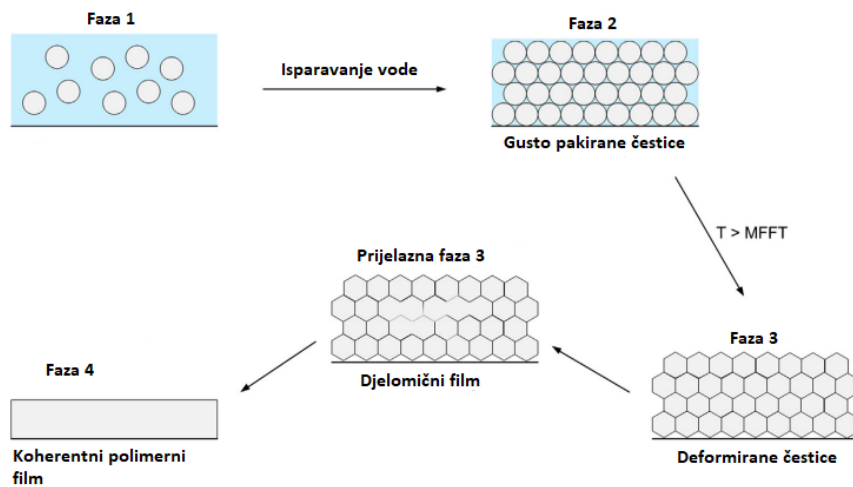 Faza 1
Isparavanje vode
Faza 2
Gusto pakirane čestice
T > MFFT
Faza 3
Deformirane čestice
Prijelazna faza 3
Djelomični film
Faza 4
Koherentni polimerni
film